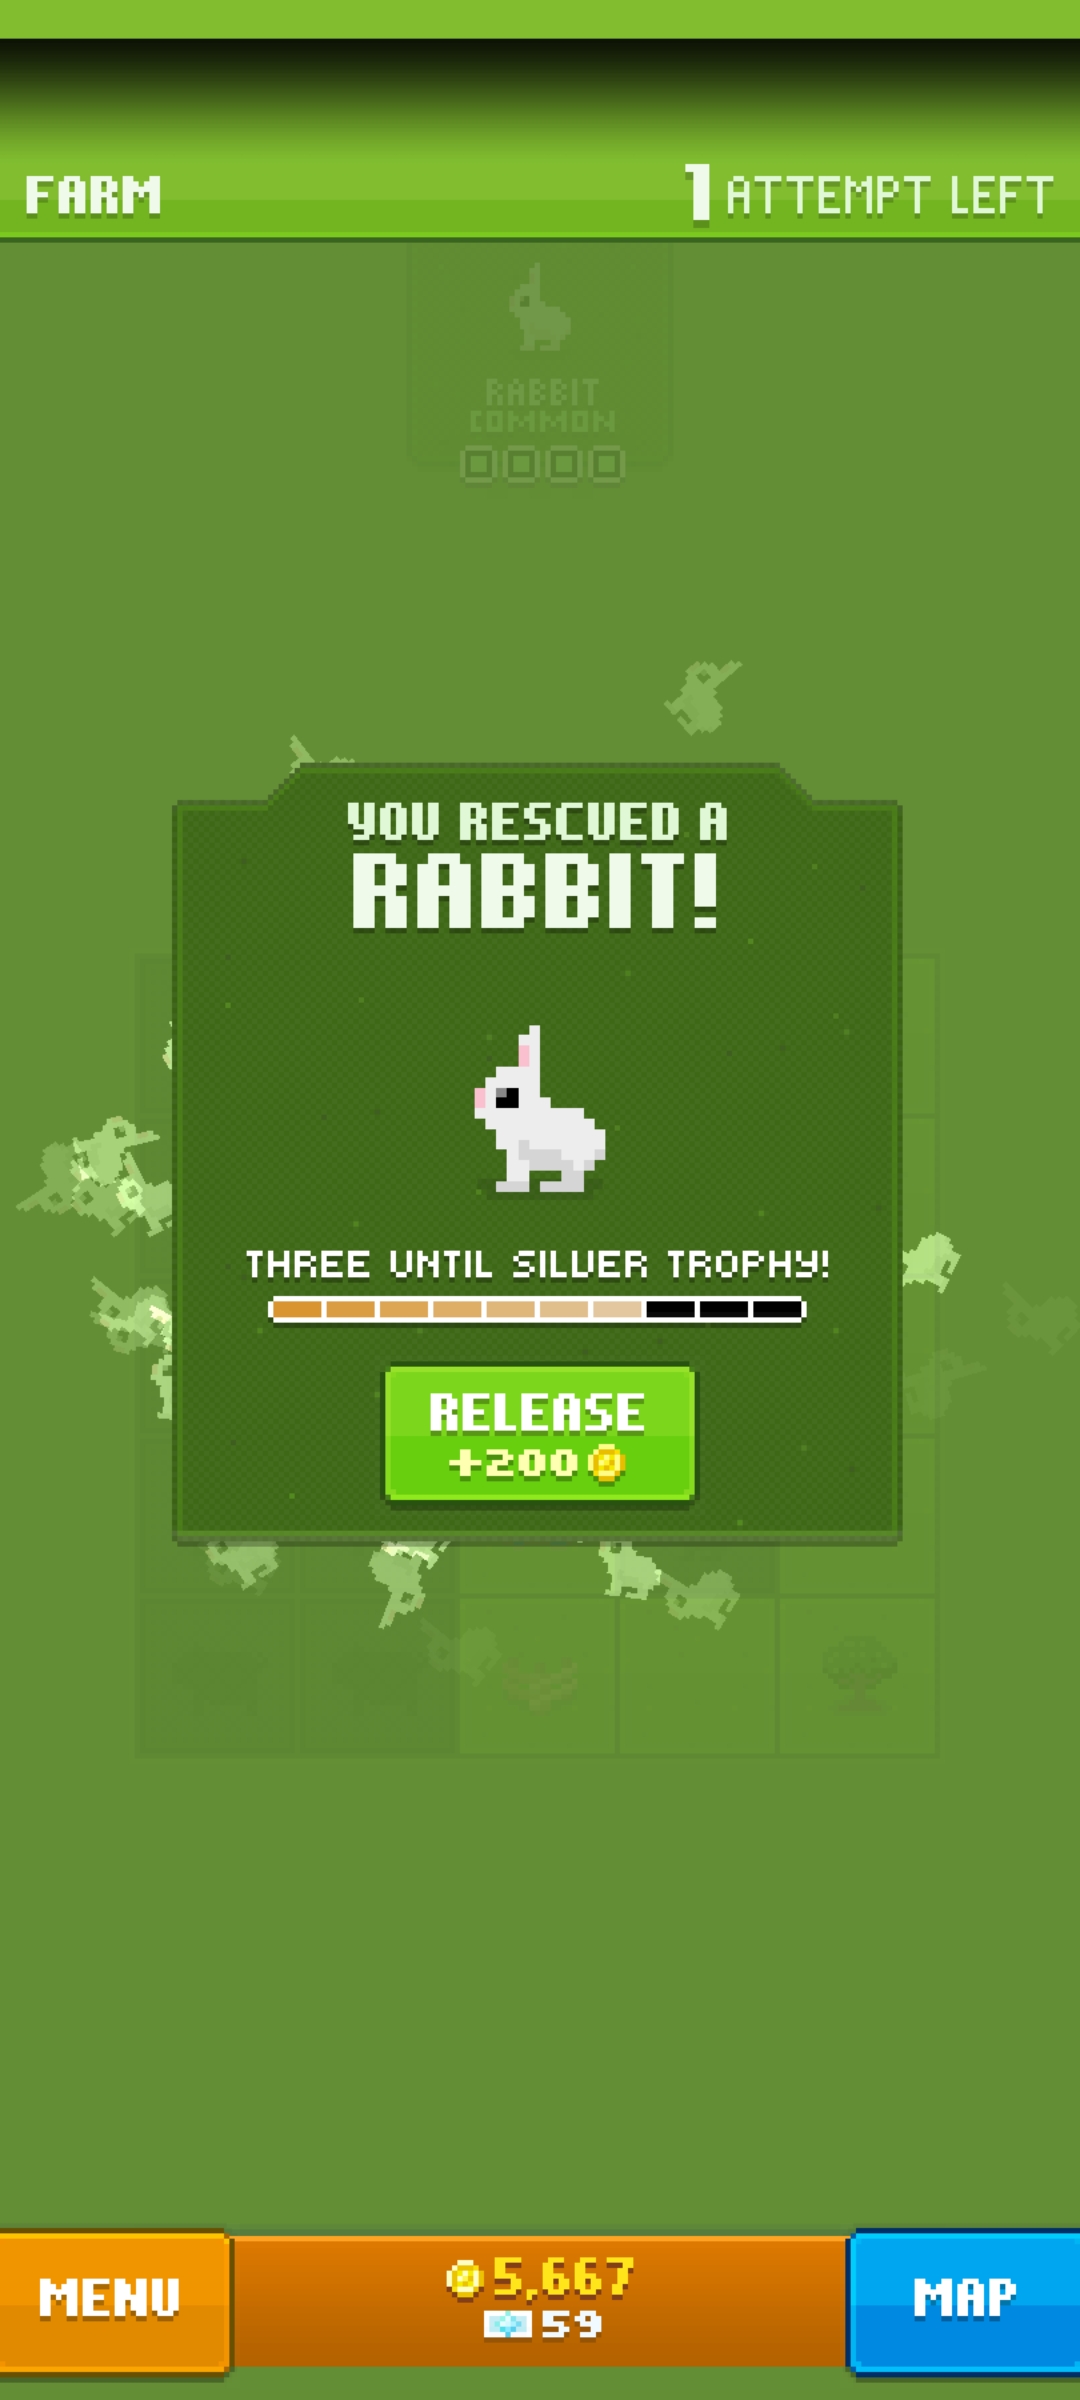 FARM
1 ATTEMPT LEFT
RABBIT
COMMON
YOU RESCUED A
RABBIT!
THREE UNTIL SILVER TROPHY!
RELEASE
+200
MENU
5,667
59
MAP